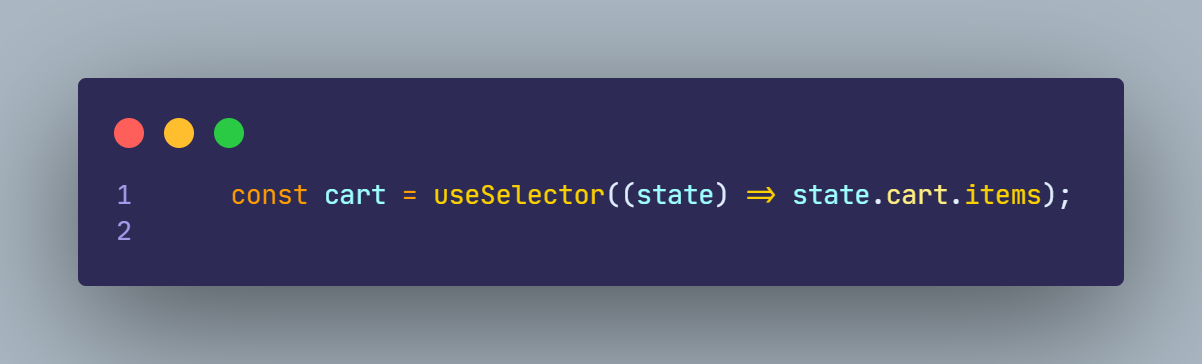 1 const cart = useSelector((state) => state.cart.items);
2